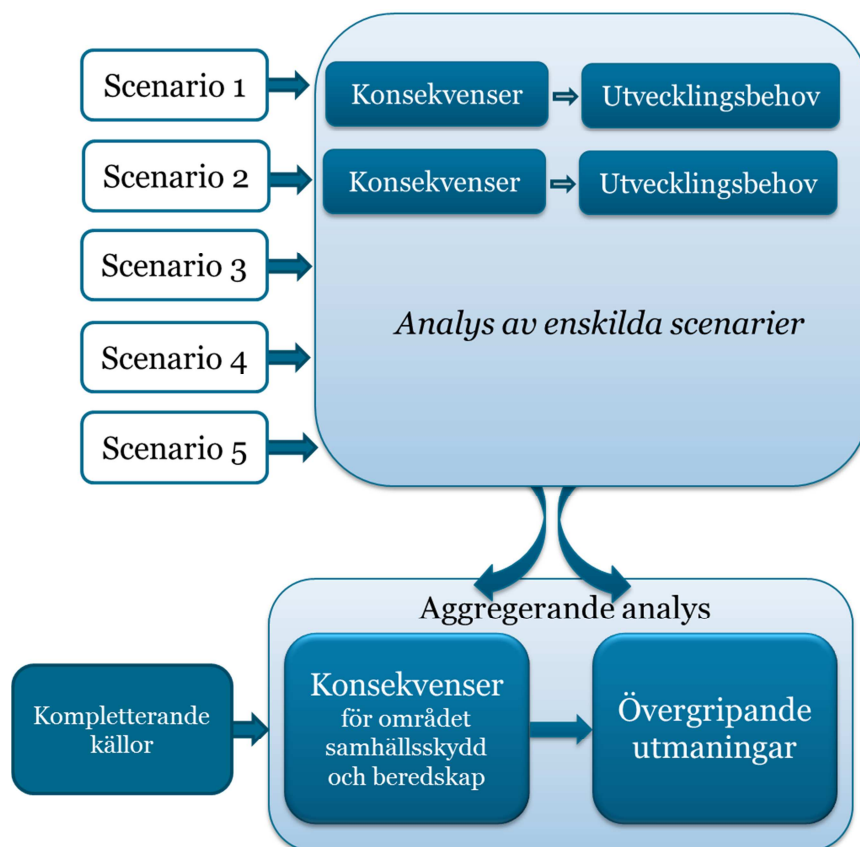 Scenario 1
Konsekvenser
Utvecklingsbehov
Scenario 2
Konsekvenser
Utvecklingsbehov
Scenario 3
Analys av enskilda scenarier
Scenario 4
Scenario 5
Aggregerande analys
Kompletterande
källor
Konsekvenser
för området
samhällsskydd
och beredskap
Övergripande
utmaningar